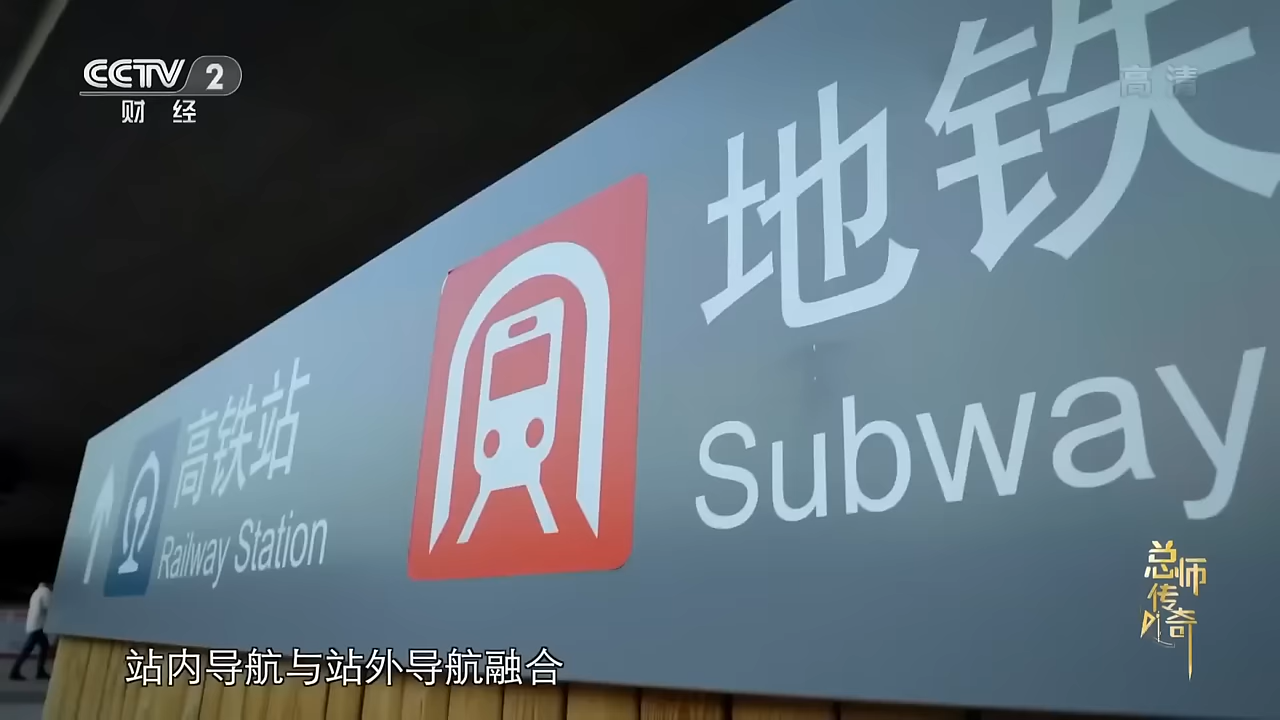 CCTV 2
财经
高清
地铁
Subway
高铁站
Railway Station
总师传奇
站内导航与站外导航融合